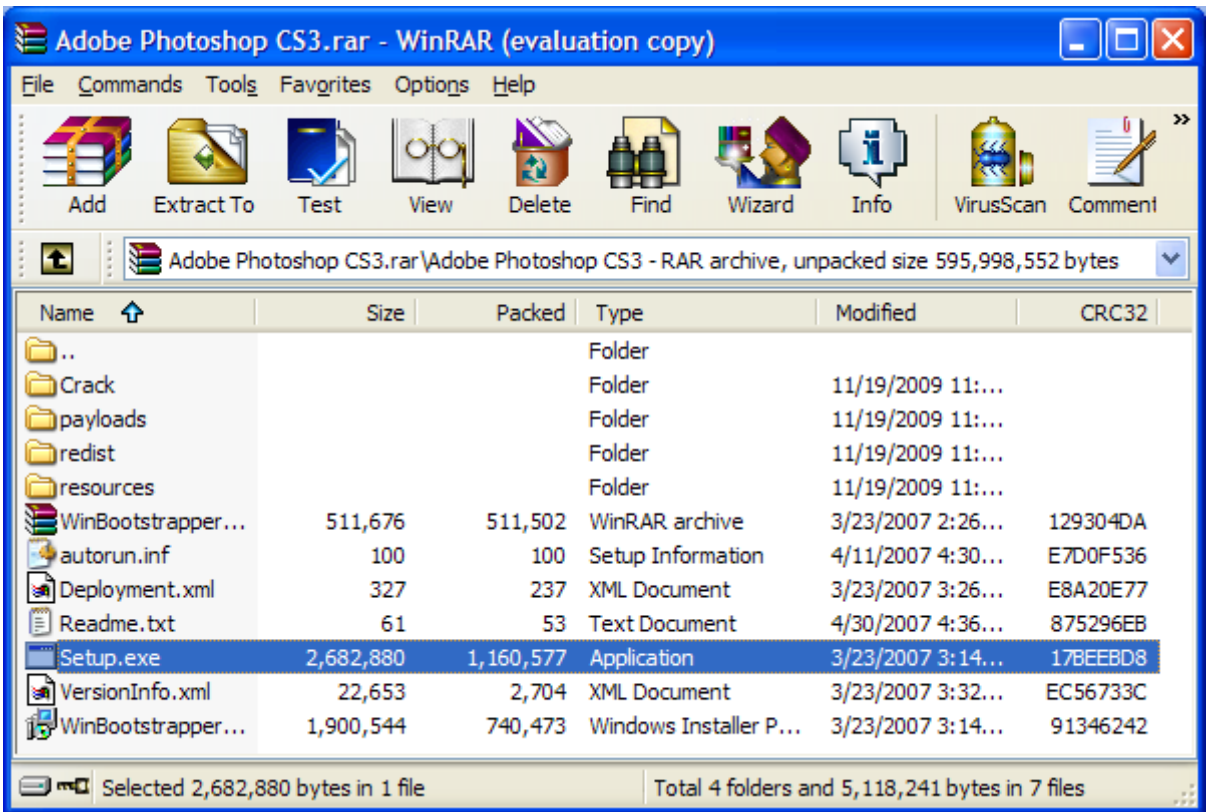 Adobe Photoshop CS3.rar - WinRAR (evaluation copy)
File Commands Tools Favorites Options Help
Add Extract To Test View Delete Find Wizard Info VirusScan Comment
Adobe Photoshop CS3.rar\Adobe Photoshop CS3 - RAR archive, unpacked size 595,998,552 bytes
Name Size Packed Type Modified CRC32
.. Folder
Crack Folder 11/19/2009 11:...
payloads Folder 11/19/2009 11:...
redist Folder 11/19/2009 11:...
resources Folder 11/19/2009 11:...
WinBootstrapper... 511,676 511,502 WinRAR archive 3/23/2007 2:26... 129304DA
autorun.inf 100 100 Setup Information 4/11/2007 4:30... E7D0F536
Deployment.xml 327 237 XML Document 3/23/2007 3:26... E8A20E77
Readme.txt 61 53 Text Document 4/30/2007 4:36... 875296EB
Setup.exe 2,682,880 1,160,577 Application 3/23/2007 3:14... 17BEEBD8
VersionInfo.xml 22,653 2,704 XML Document 3/23/2007 3:32... EC56733C
WinBootstrapper... 1,900,544 740,473 Windows Installer P... 3/23/2007 3:14... 91346242
Selected 2,682,880 bytes in 1 file Total 4 folders and 5,118,241 bytes in 7 files